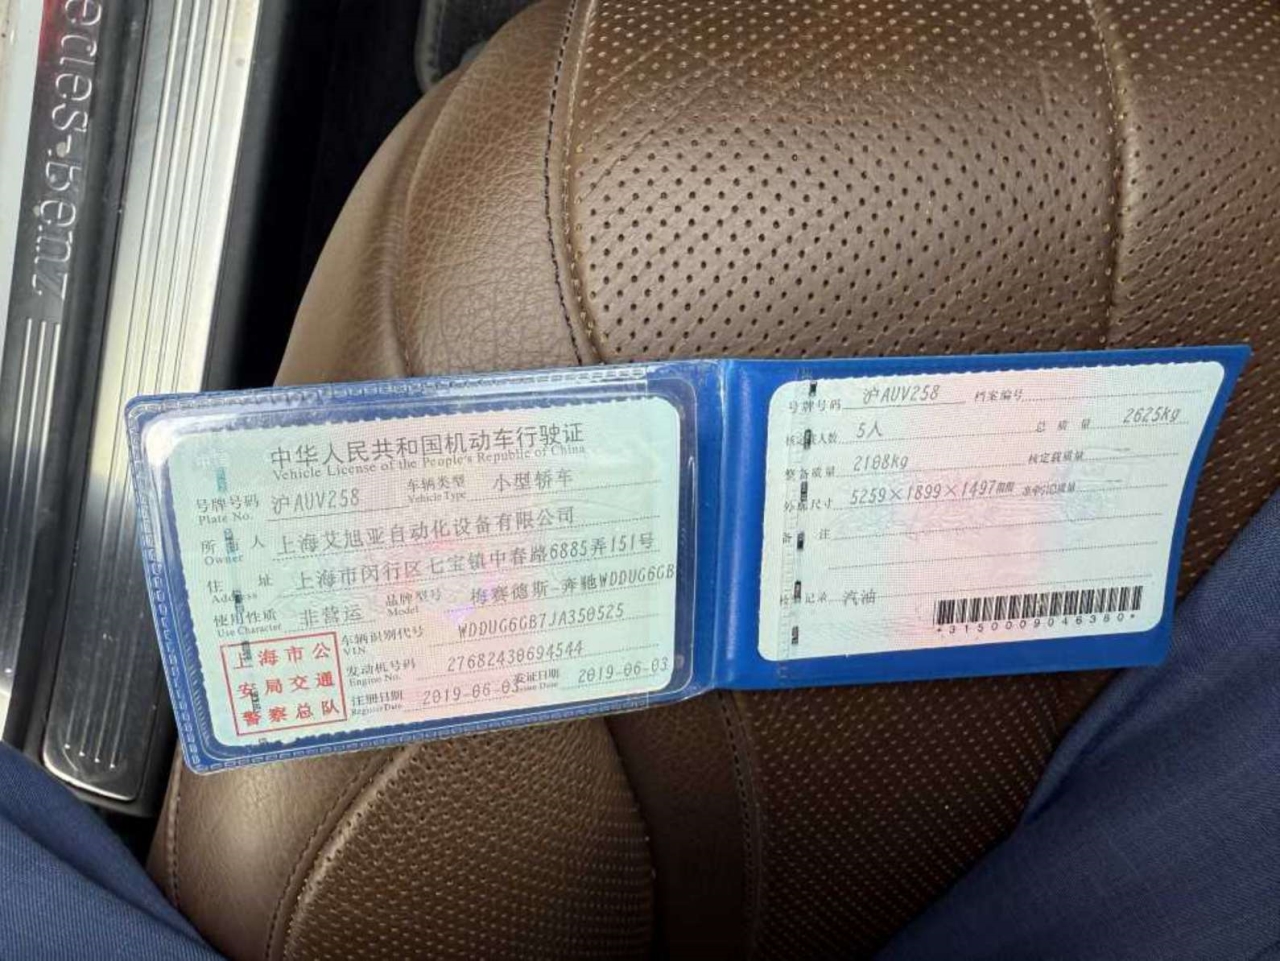 Mercedes-Benz
中华人民共和国机动车行驶证
Vehicle License of the People's Republic of China
号牌号码 沪AUV258 车辆类型 小型轿车
Plate No. Vehicle Type
所有人 上海艾旭亚自动化设备有限公司
Owner
住址 上海市闵行区七宝镇中春路6885弄151号
Address
使用性质 非营运 品牌型号 梅赛德斯-奔驰WDDUG6GB
Use Character Model
车辆识别代号 WDDUG6GB7JA350525
VIN
发动机号码 27682430694544
Engine No.
注册日期 2019-06-03 发证日期 2019-06-03
Register Date Issue Date
上海市公
安局交通
警察总队
号牌号码 沪AUV258 档案编号
核定载人数 5人 总质量 2625kg
整备质量 2108kg 核定载质量
外廓尺寸 5259×1899×1497 准牵引总质量
备注
检验记录 汽油
*3150009046380*